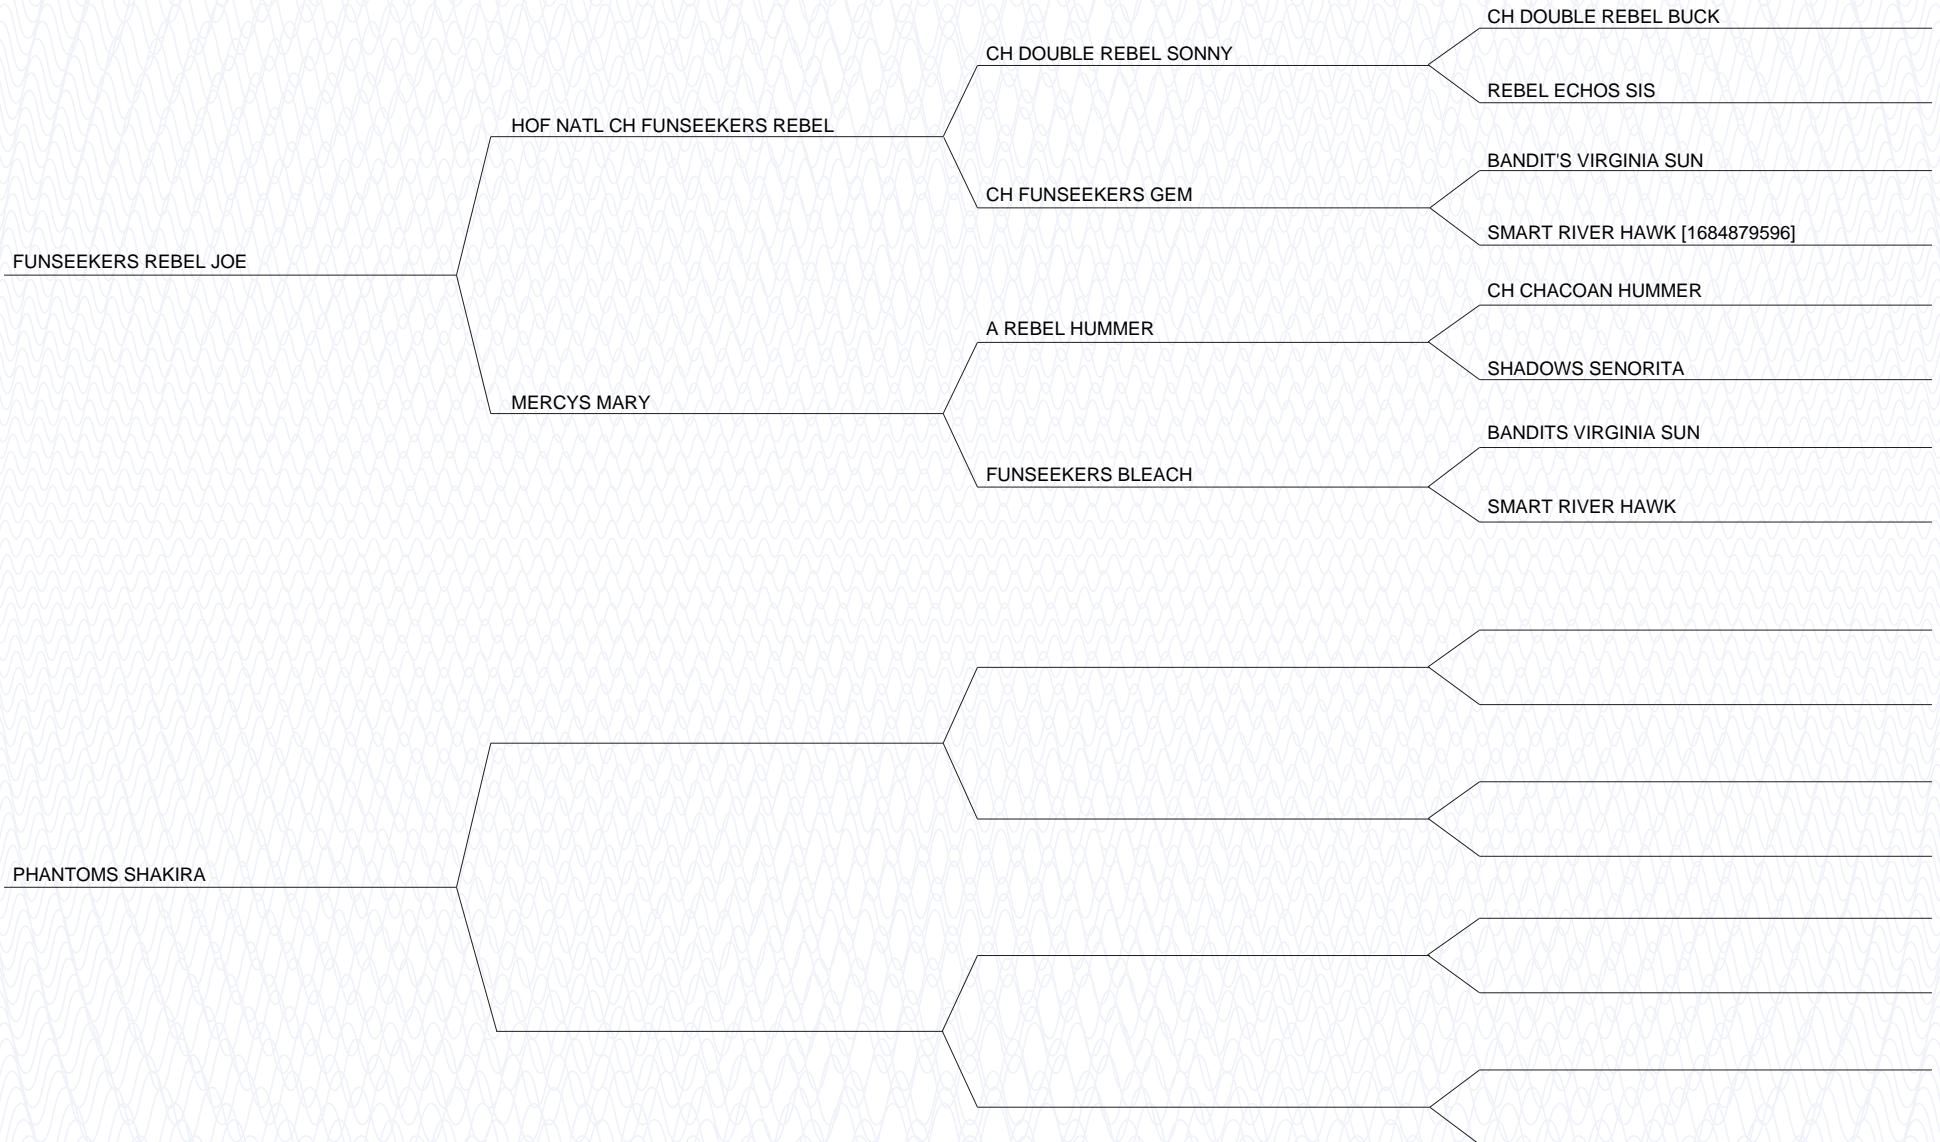 CH DOUBLE REBEL BUCK
CH DOUBLE REBEL SONNY
REBEL ECHOS SIS
HOF NATL CH FUNSEEKERS REBEL
BANDIT'S VIRGINIA SUN
CH FUNSEEKERS GEM
SMART RIVER HAWK [1684879596]
FUNSEEKERS REBEL JOE
CH CHACOAN HUMMER
A REBEL HUMMER
SHADOWS SENORITA
MERCYS MARY
BANDITS VIRGINIA SUN
FUNSEEKERS BLEACH
SMART RIVER HAWK
PHANTOMS SHAKIRA